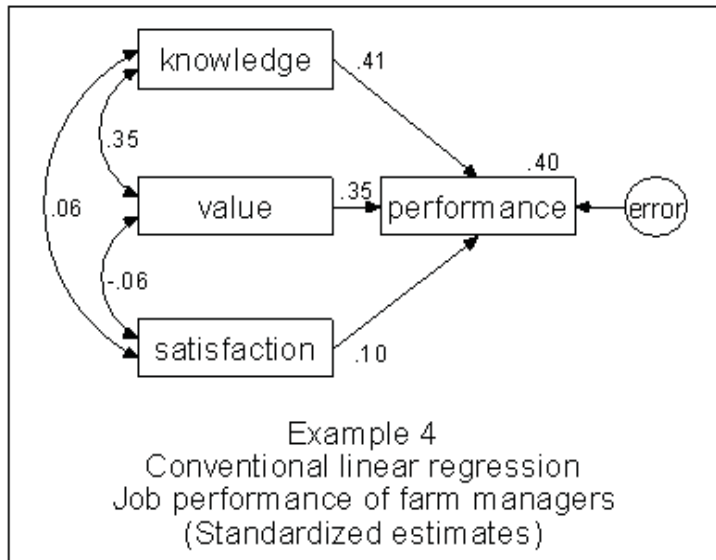 knowledge
.41
.35
.40
.06
value
.35
performance
error
-.06
satisfaction
.10
Example 4
Conventional linear regression
Job performance of farm managers
(Standardized estimates)